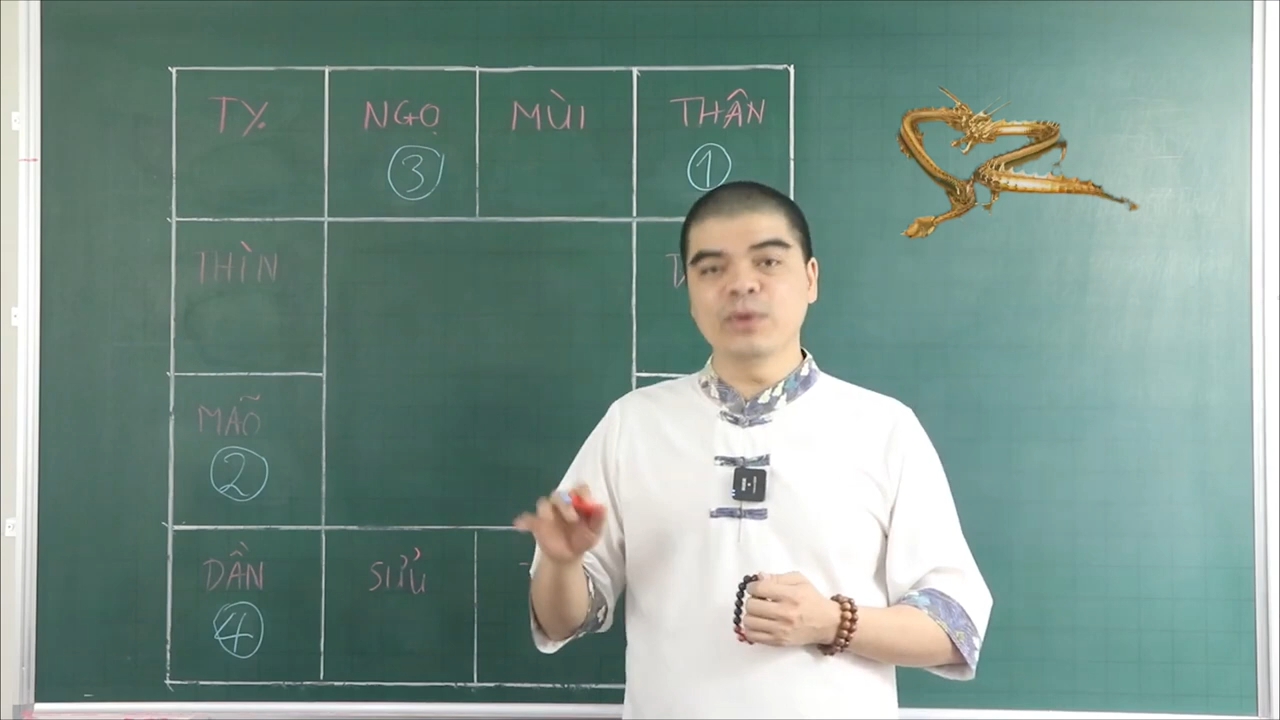 TỴ NGỌ MÙI THÂN
③ ①
THÌN
MÃO
②
DẦN SỬU
④